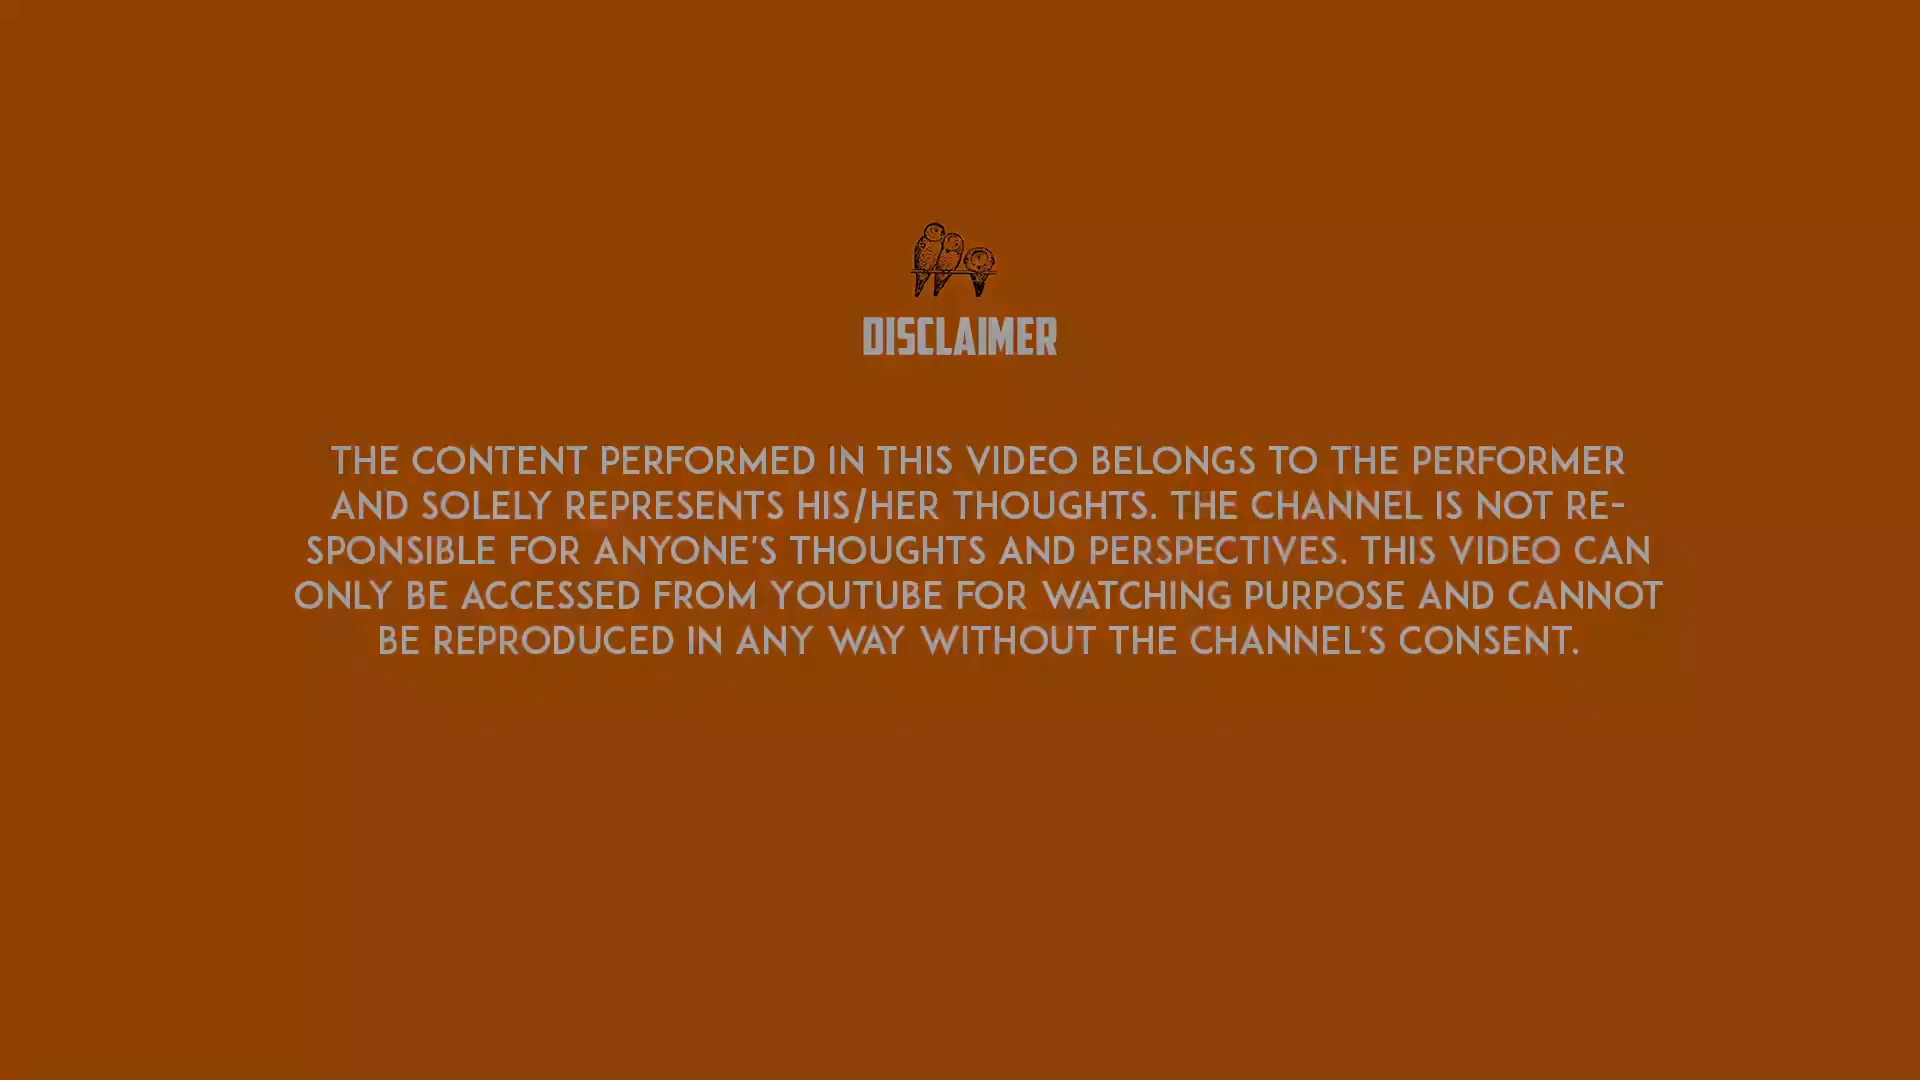 DISCLAIMER
THE CONTENT PERFORMED IN THIS VIDEO BELONGS TO THE PERFORMER
AND SOLELY REPRESENTS HIS/HER THOUGHTS. THE CHANNEL IS NOT RE-
SPONSIBLE FOR ANYONE'S THOUGHTS AND PERSPECTIVES. THIS VIDEO CAN
ONLY BE ACCESSED FROM YOUTUBE FOR WATCHING PURPOSE AND CANNOT
BE REPRODUCED IN ANY WAY WITHOUT THE CHANNEL'S CONSENT.